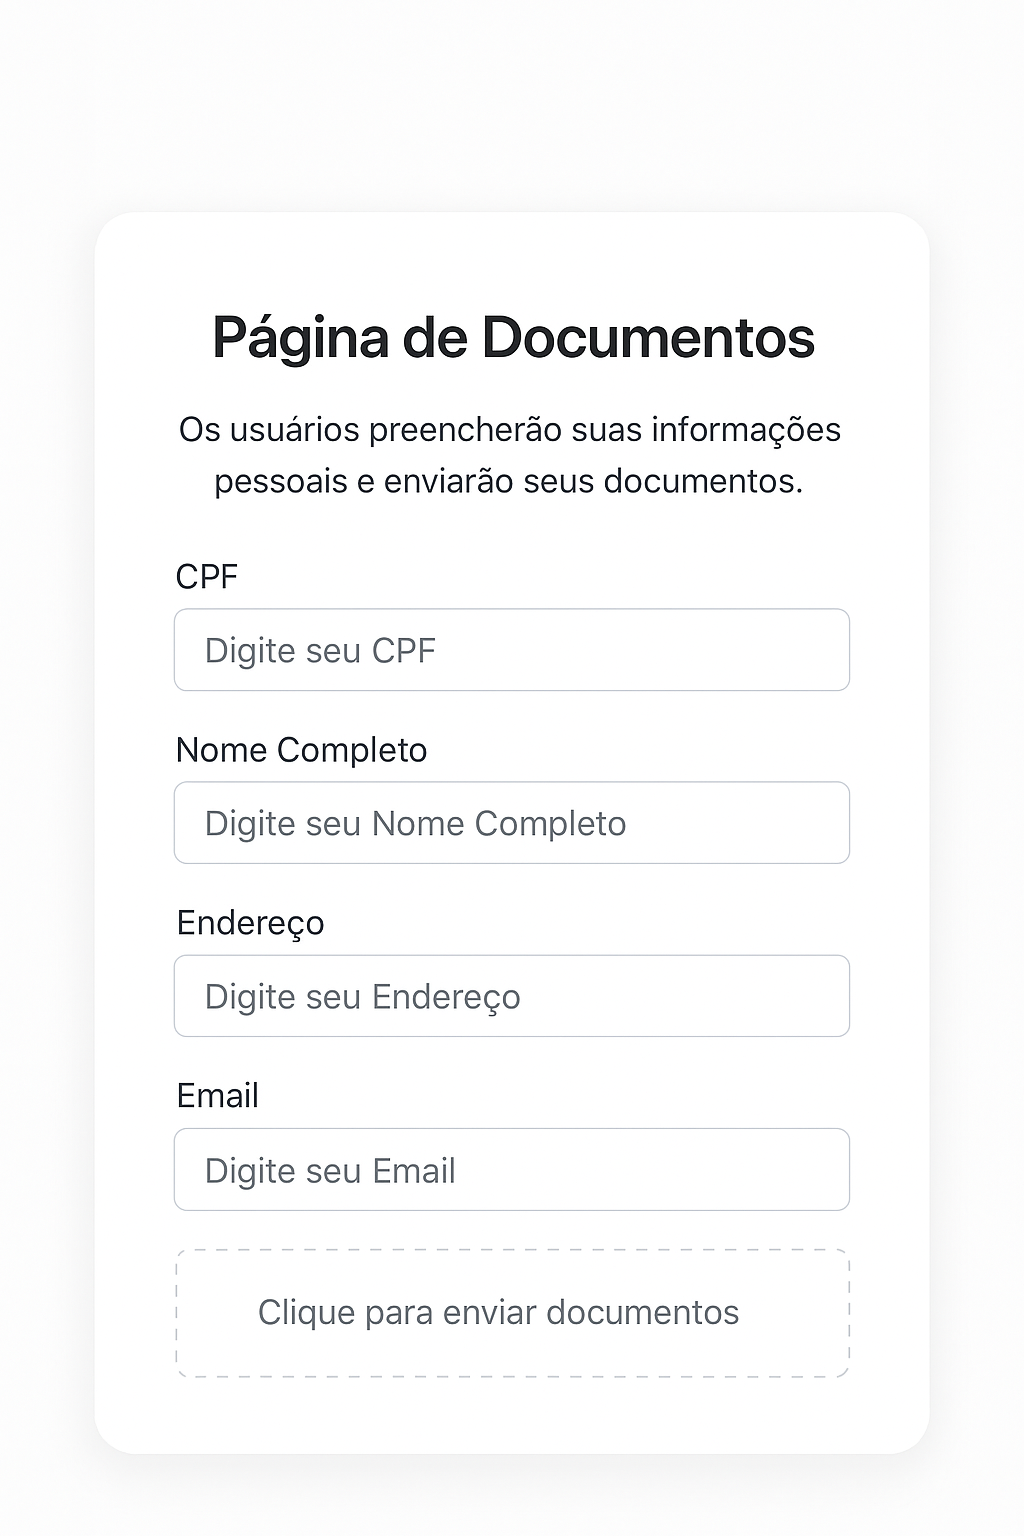 Página de Documentos
Os usuários preencherão suas informações
pessoais e enviarão seus documentos.
CPF
Digite seu CPF
Nome Completo
Digite seu Nome Completo
Endereço
Digite seu Endereço
Email
Digite seu Email
Clique para enviar documentos